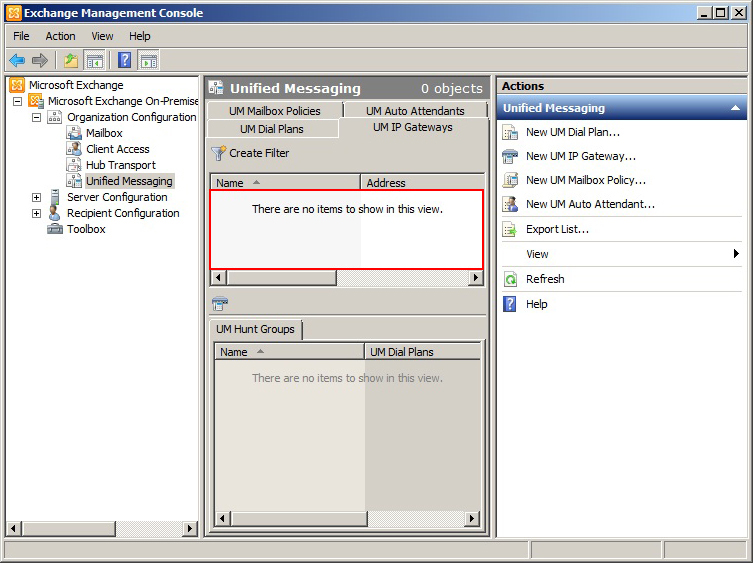 Exchange Management Console
File Action View Help
Microsoft Exchange
Microsoft Exchange On-Premise
Organization Configuration
Mailbox
Client Access
Hub Transport
Unified Messaging
Server Configuration
Recipient Configuration
Toolbox
Unified Messaging 0 objects
UM Mailbox Policies UM Auto Attendants
UM Dial Plans UM IP Gateways
Create Filter
Name Address
There are no items to show in this view.
UM Hunt Groups
Name UM Dial Plans
There are no items to show in this view.
Actions
Unified Messaging
New UM Dial Plan...
New UM IP Gateway...
New UM Mailbox Policy...
New UM Auto Attendant...
Export List...
View
Refresh
Help